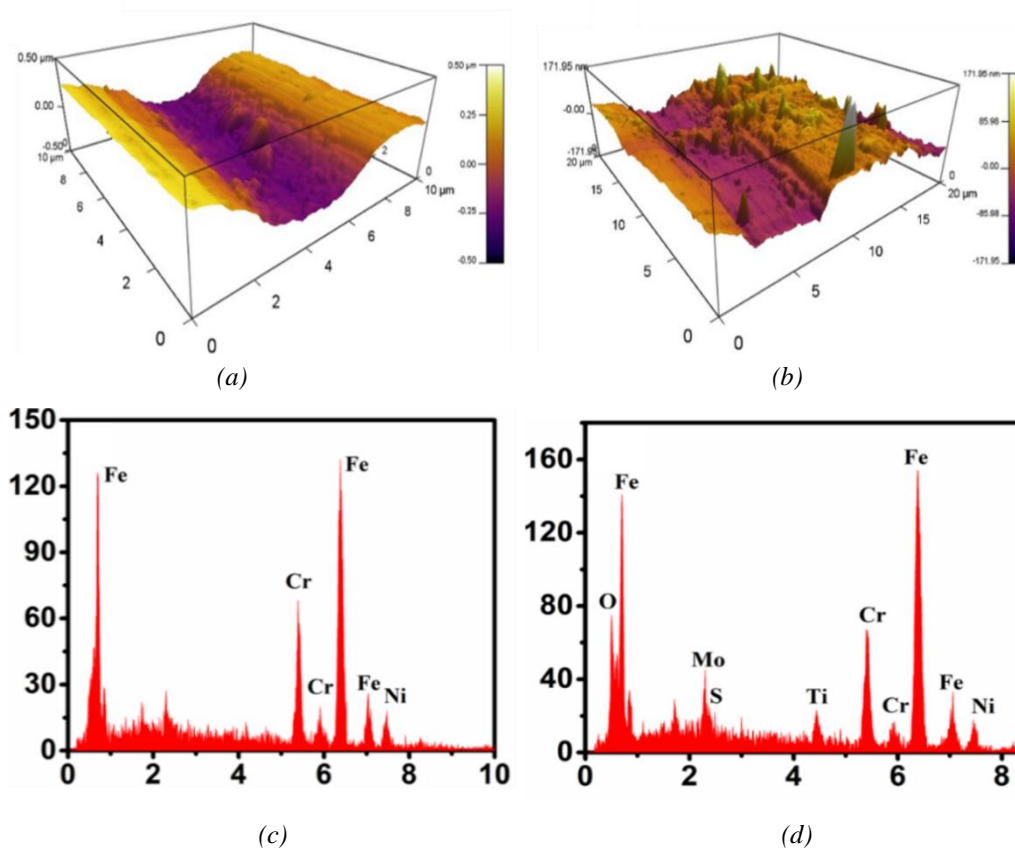 0.50 µm
0.00
-0.50
10 µm
0
8
6
4
2
0
0
2
4
6
8
10 µm
0
2
0.50 µm
0.25
0.00
-0.25
-0.50
(a)
171.95 nm
-0.00
-171.95
20 µm
15
10
5
0
0
5
10
15
20 µm
0
171.95 nm
85.98
-0.00
-85.98
-171.95
(b)
150
120
90
60
30
0
0 2 4 6 8 10
Fe
Cr
Cr
Fe
Fe
Ni
(c)
160
120
80
40
0
0 2 4 6 8
O
Fe
Mo
S
Ti
Cr
Cr
Fe
Fe
Ni
(d)